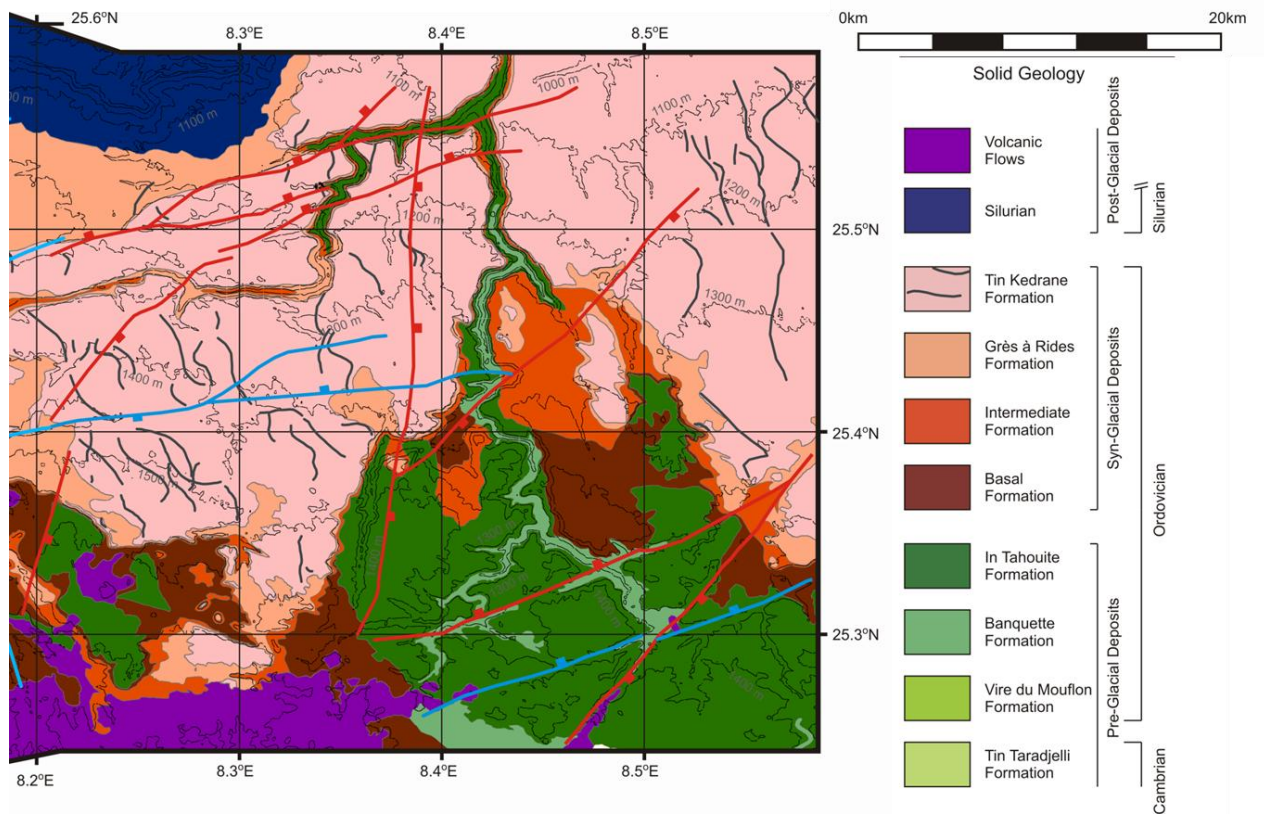 25.6ºN
8.3ºE
8.4ºE
8.5ºE
0km
20km
Solid Geology
1100 m
1000 m
1100 m
1100 m
1200 m
1200 m
25.5ºN
1300 m
1400 m
1500 m
25.4ºN
25.3ºN
1400 m
8.2ºE
8.3ºE
8.4ºE
8.5ºE
Volcanic
Flows
Silurian
Tin Kedrane
Formation
Grès à Rides
Formation
Intermediate
Formation
Basal
Formation
In Tahouite
Formation
Banquette
Formation
Vire du Mouflon
Formation
Tin Taradjelli
Formation
Post-Glacial Deposits
Syn-Glacial Deposits
Pre-Glacial Deposits
Silurian
Ordovician
Cambrian